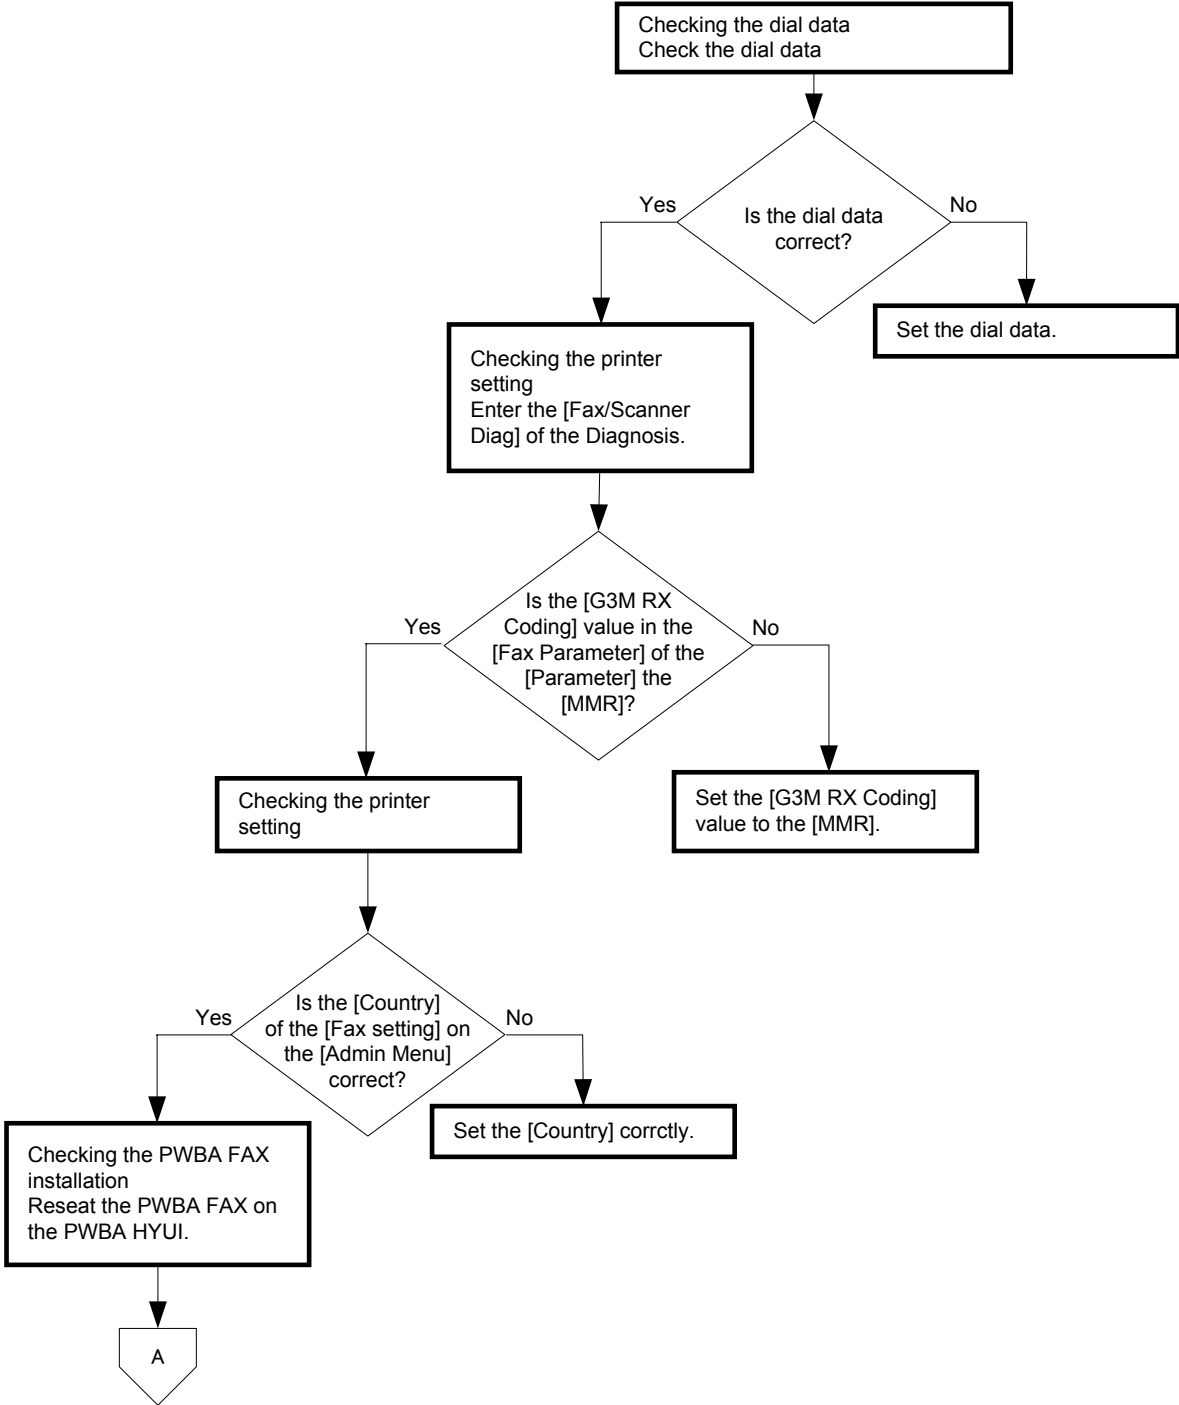 Checking the dial data
Check the dial data
Yes
No
Is the dial data
correct?
Set the dial data.
Checking the printer
setting
Enter the [Fax/Scanner
Diag] of the Diagnosis.
Is the [G3M RX
Coding] value in the
[Fax Parameter] of the
[Parameter] the
[MMR]?
Yes
No
Checking the printer
setting
Set the [G3M RX Coding]
value to the [MMR].
Is the [Country]
of the [Fax setting] on
the [Admin Menu]
correct?
Yes
No
Set the [Country] corrctly.
Checking the PWBA FAX
installation
Reseat the PWBA FAX on
the PWBA HYUI.
A